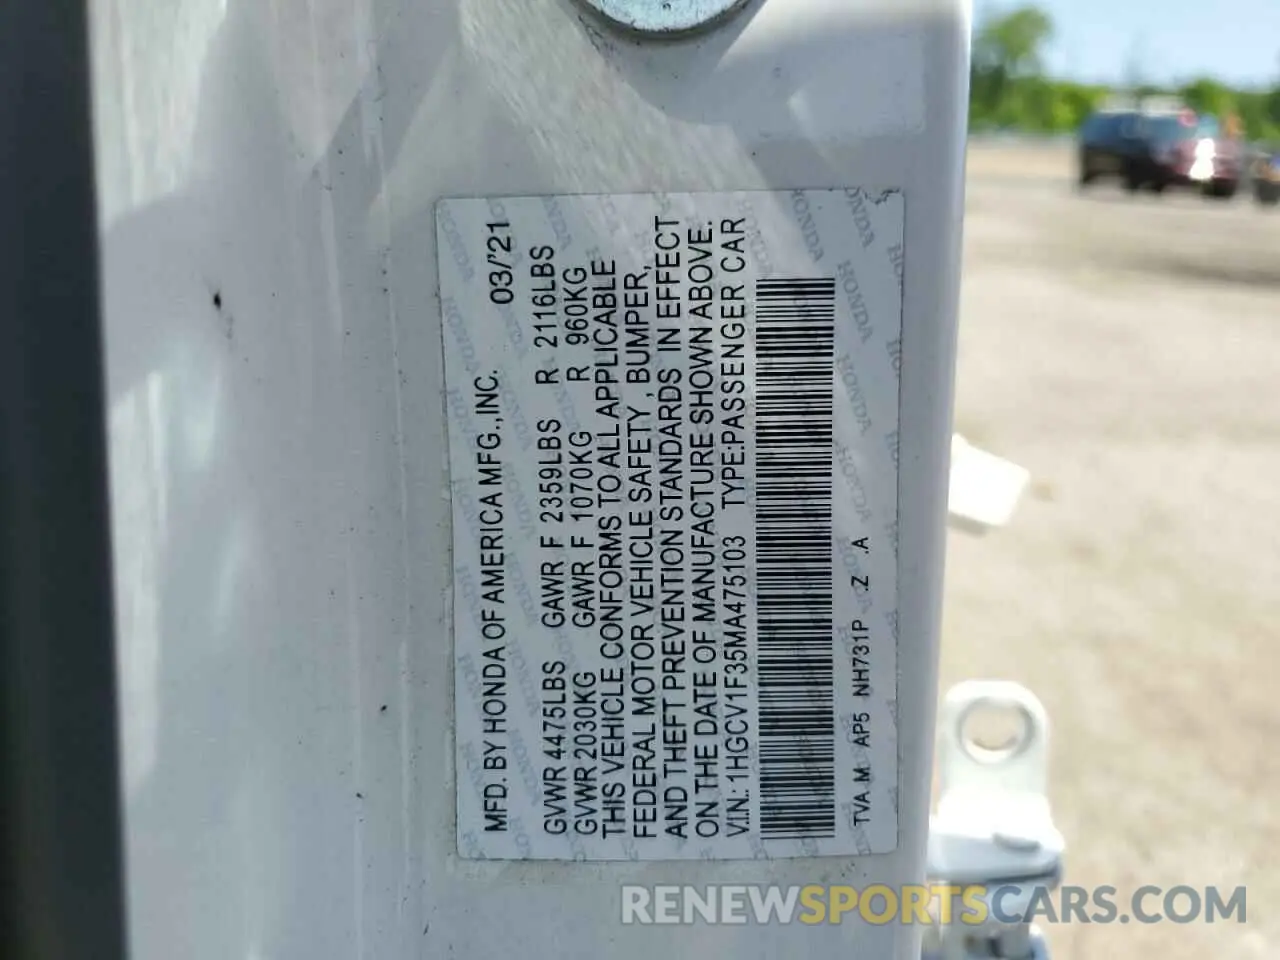 MFD. BY HONDA OF AMERICA MFG.,INC. 03/'21
GVWR 4475LBS GAWR F 2359LBS R 2116LBS
GVWR 2030KG GAWR F 1070KG R 960KG
THIS VEHICLE CONFORMS TO ALL APPLICABLE
FEDERAL MOTOR VEHICLE SAFETY , BUMPER,
AND THEFT PREVENTION STANDARDS IN EFFECT
ON THE DATE OF MANUFACTURE SHOWN ABOVE.
V.I.N.: 1HGCV1F35MA475103 TYPE:PASSENGER CAR
TVA M AP5 NH731P Z .A
RENEWSPORTSCARS.COM